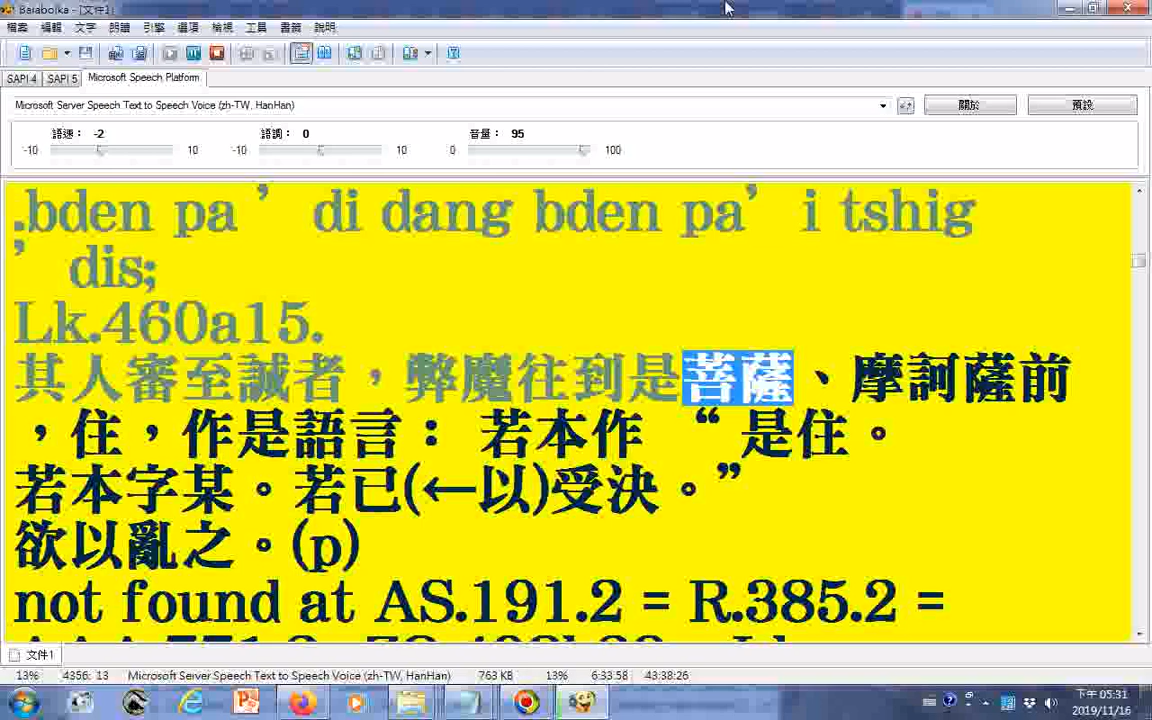 Balabolka - [文件1]
檔案 編輯 文字 朗讀 引擎 選項 檢視 工具 書籤 說明
SAPI 4 SAPI 5 Microsoft Speech Platform
Microsoft Server Speech Text to Speech Voice (zh-TW, HanHan) 關於 預設
語速： -2 語調： 0 音量： 95
-10 10 -10 10 0 100
.bden pa ’ di dang bden pa’ i tshig
’ dis;
Lk.460a15.
其人審至誠者，弊魔往到是菩薩、摩訶薩前
，住，作是語言： 若本作 “ 是住。
若本字某。若已(←以)受決。”
欲以亂之。(p)
not found at AS.191.2 = R.385.2 =
文件1
13% 4356: 13 Microsoft Server Speech Text to Speech Voice (zh-TW, HanHan) 763 KB 13% 6:33:58 43:38:26
下午 05:31
2019/11/16